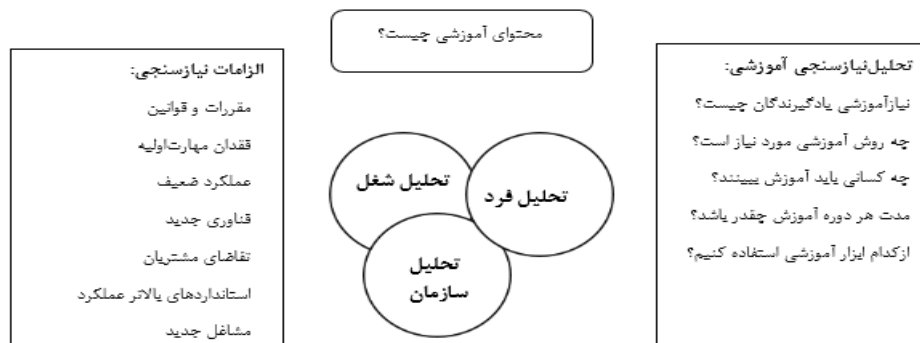 محتوای آموزشی چیست؟
تحلیل‌نیازسنجی آموزشی:
نیازآموزشی یادگیرندگان چیست؟
چه روش آموزشی مورد نیاز است؟
چه کسانی باید آموزش ببینند؟
مدت هر دوره آموزش چقدر باشد؟
ازکدام ابزار آموزشی استفاده کنیم؟
تحلیل فرد
تحلیل شغل
تحلیل
سازمان
الزامات نیازسنجی:
مقررات و قوانین
فقدان مهارت‌اولیه
عملکرد ضعیف
فناوری جدید
تقاضای مشتریان
استانداردهای بالاتر عملکرد
مشاغل جدید